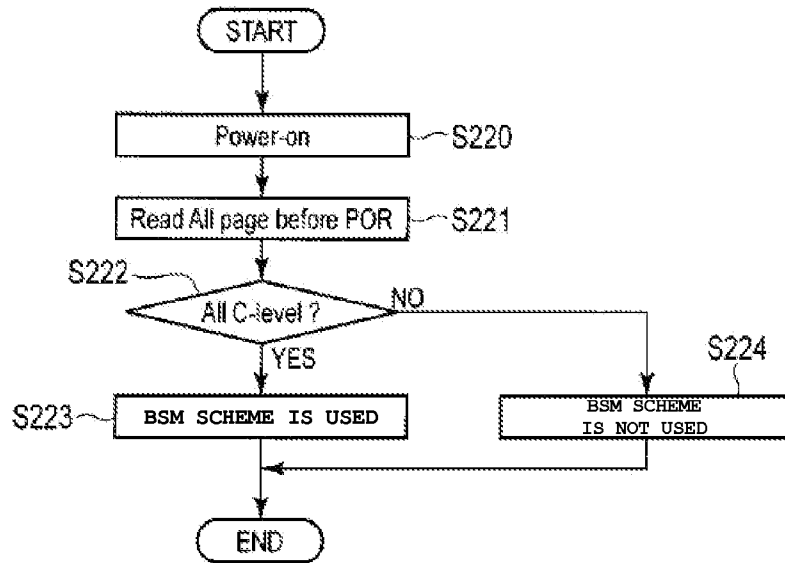 START
Power-on
S220
Read All page before POR
S221
S222
All C-level ?
NO
YES
S224
S223
BSM SCHEME IS USED
BSM SCHEME
IS NOT USED
END